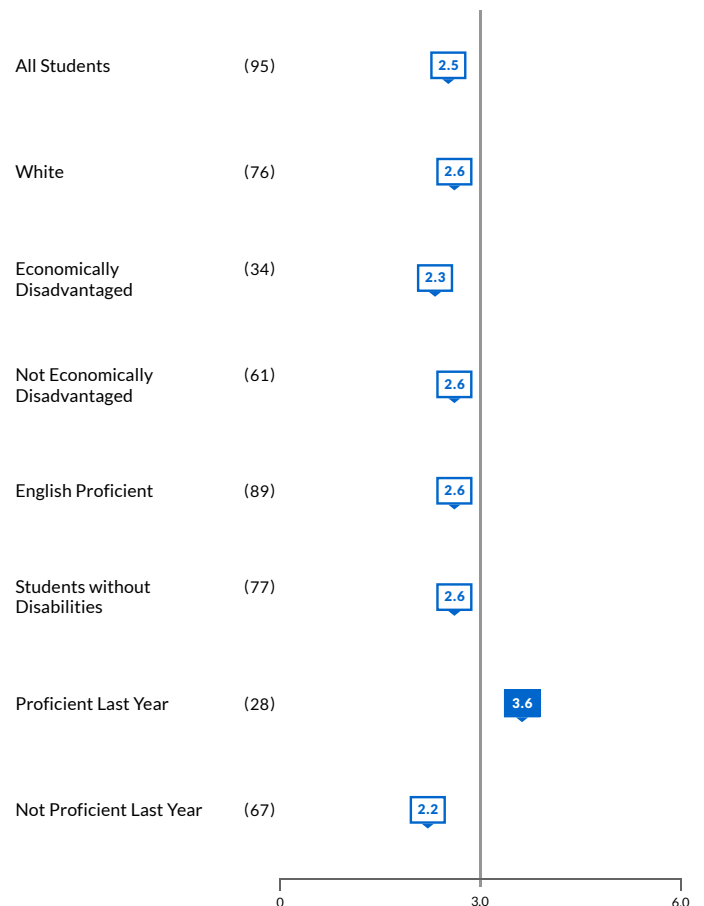 All Students (95) 2.5
White (76) 2.6
Economically (34) 2.3
Disadvantaged
Not Economically (61) 2.6
Disadvantaged
English Proficient (89) 2.6
Students without (77) 2.6
Disabilities
Proficient Last Year (28) 3.6
Not Proficient Last Year (67) 2.2
0 3.0 6.0